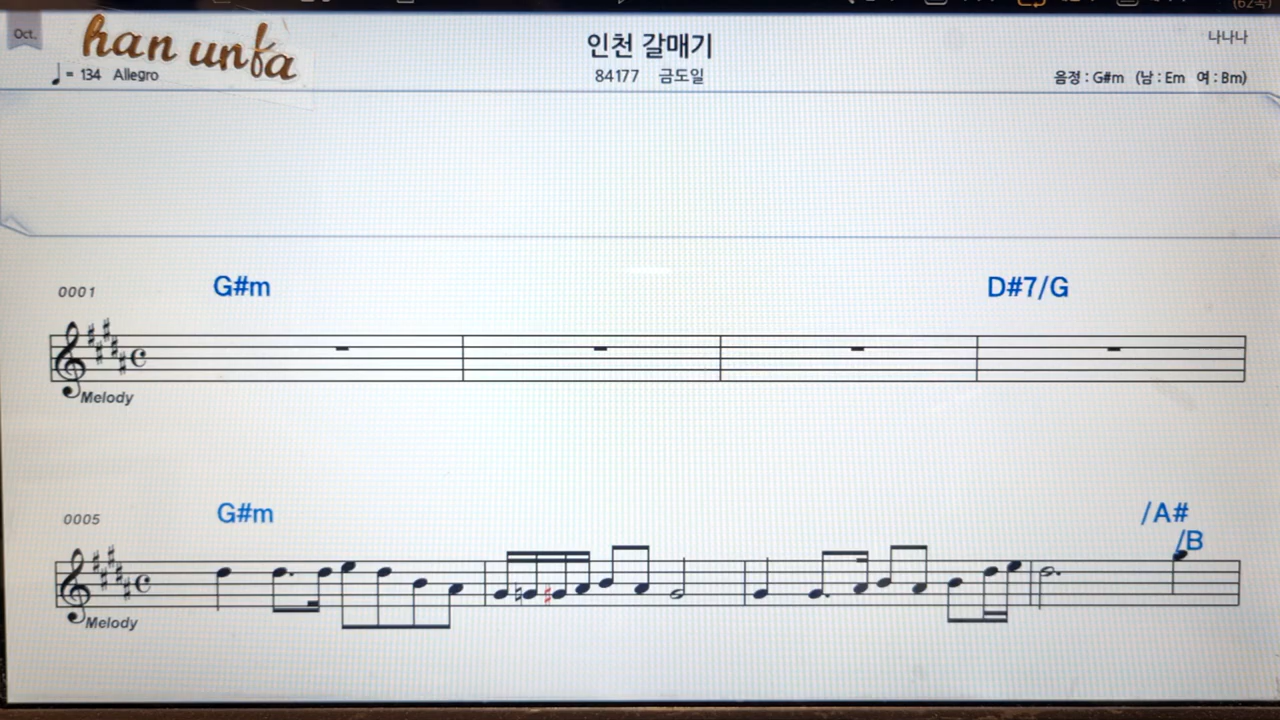 Oct.
han unfa
♩ = 134 Allegro
인천 갈매기
84177 금도일
나나나
음정 : G#m (남 : Em 여 : Bm)
0001
G#m
D#7/G
Melody
0005
G#m
/A#
/B
Melody